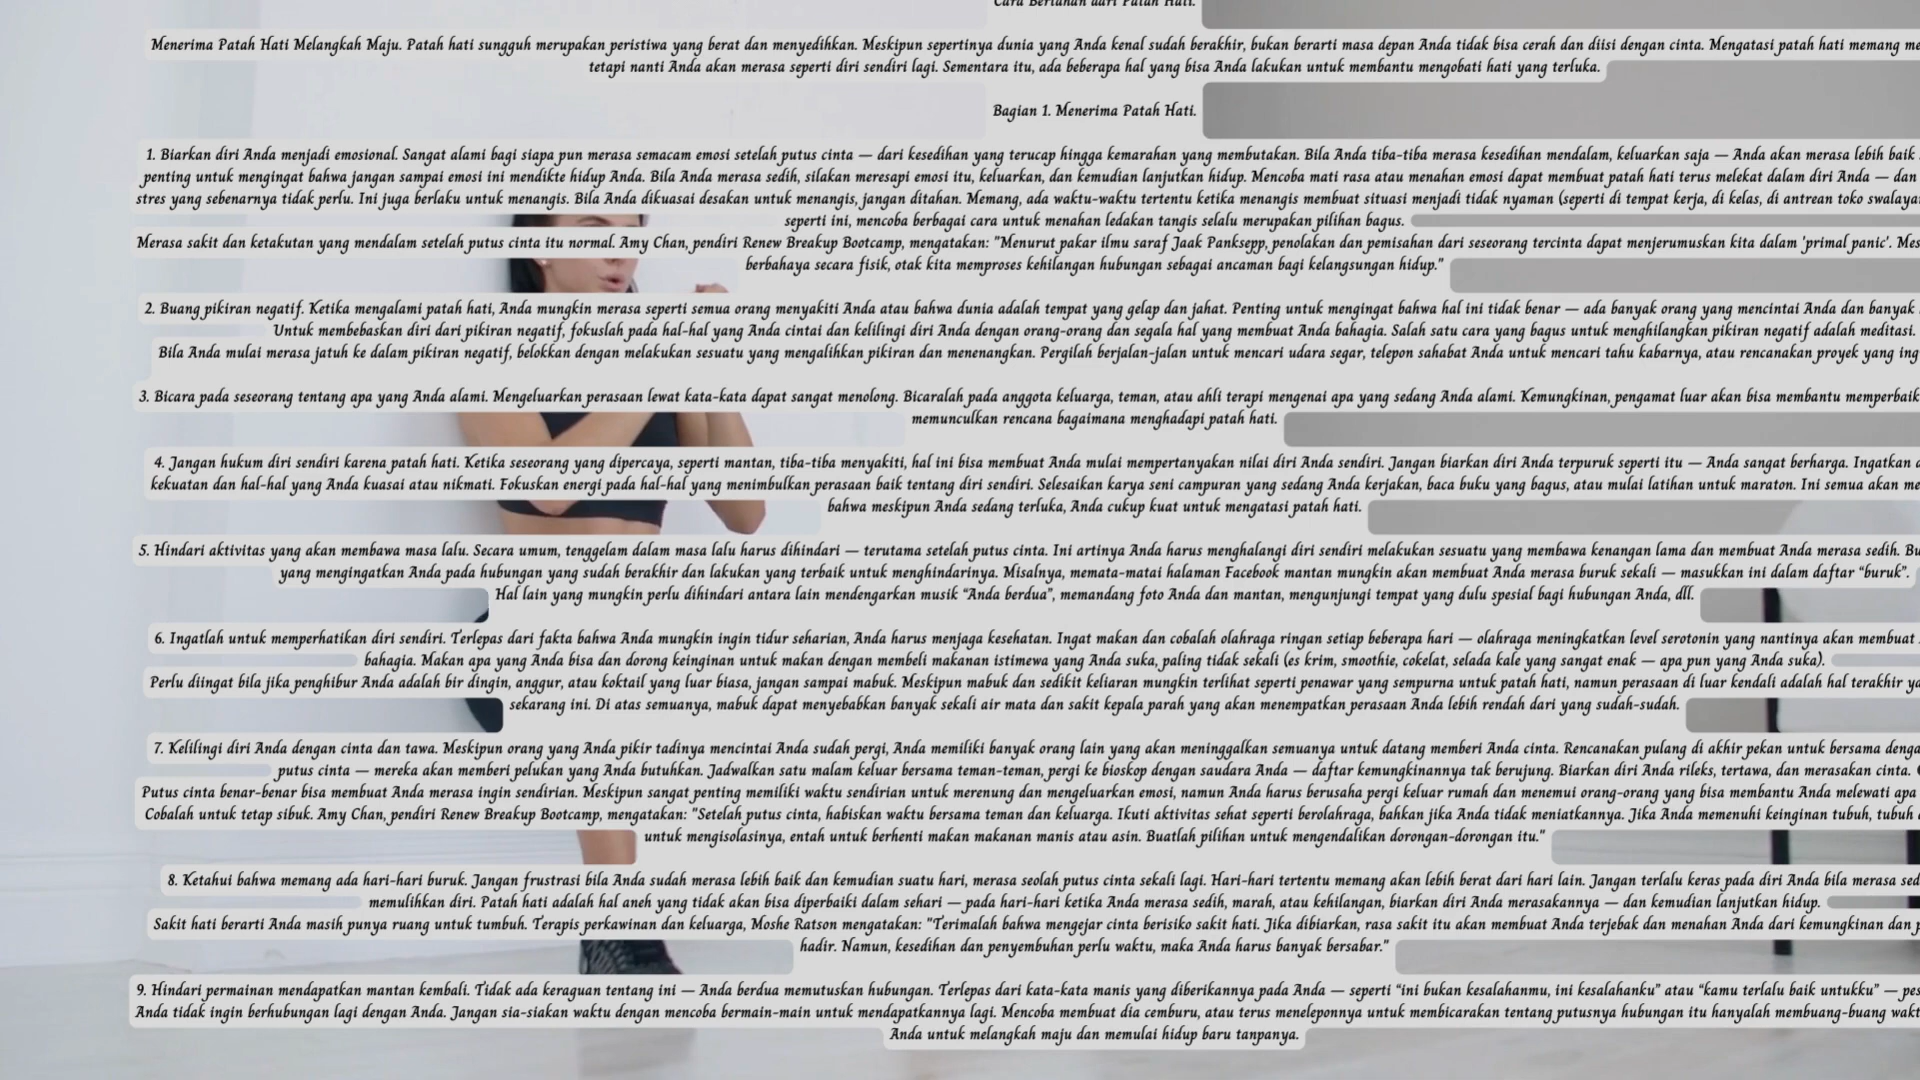 Cara Bertahan dari Patah Hati.
Menerima Patah Hati Melangkah Maju. Patah hati sungguh merupakan peristiwa yang berat dan menyedihkan. Meskipun sepertinya dunia yang Anda kenal sudah berakhir, bukan berarti masa depan Anda tidak bisa cerah dan diisi dengan cinta. Mengatasi patah hati memang
tetapi nanti Anda akan merasa seperti diri sendiri lagi. Sementara itu, ada beberapa hal yang bisa Anda lakukan untuk membantu mengobati hati yang terluka.
Bagian 1. Menerima Patah Hati.
1. Biarkan diri Anda menjadi emosional. Sangat alami bagi siapa pun merasa semacam emosi setelah putus cinta — dari kesedihan yang terucap hingga kemarahan yang membutakan. Bila Anda tiba-tiba merasa kesedihan mendalam, keluarkan saja — Anda akan merasa lebih baik
penting untuk mengingat bahwa jangan sampai emosi ini mendikte hidup Anda. Bila Anda merasa sedih, silakan meresapi emosi itu, keluarkan, dan kemudian lanjutkan hidup. Mencoba mati rasa atau menahan emosi dapat membuat patah hati terus melekat dalam diri Anda — dan
stres yang sebenarnya tidak perlu. Ini juga berlaku untuk menangis. Bila Anda dikuasai desakan untuk menangis, jangan ditahan. Memang, ada waktu-waktu tertentu ketika menangis membuat situasi menjadi tidak nyaman (seperti di tempat kerja, di kelas, di antrean toko
seperti ini, mencoba berbagai cara untuk menahan ledakan tangis selalu merupakan pilihan bagus.
Merasa sakit dan ketakutan yang mendalam setelah putus cinta itu normal. Amy Chan, pendiri Renew Breakup Bootcamp, mengatakan: "Menurut pakar ilmu saraf Jaak Panksepp, penolakan dan pemisahan dari seseorang tercinta dapat menjerumuskan kita dalam 'primal panic'.
berbahaya secara fisik, otak kita memproses kehilangan hubungan sebagai ancaman bagi kelangsungan hidup."
2. Buang pikiran negatif. Ketika mengalami patah hati, Anda mungkin merasa seperti semua orang menyakiti Anda atau bahwa dunia adalah tempat yang gelap dan jahat. Penting untuk mengingat bahwa hal ini tidak benar — ada banyak orang yang mencintai Anda dan banyak
Untuk membebaskan diri dari pikiran negatif, fokuslah pada hal-hal yang Anda cintai dan kelilingi diri Anda dengan orang-orang dan segala hal yang membuat Anda bahagia. Salah satu cara yang bagus untuk menghilangkan pikiran negatif adalah meditasi.
Bila Anda mulai merasa jatuh ke dalam pikiran negatif, belokkan dengan melakukan sesuatu yang mengalihkan pikiran dan menenangkan. Pergilah berjalan-jalan untuk mencari udara segar, telepon sahabat Anda untuk mencari tahu kabarnya, atau rencanakan proyek yang
3. Bicara pada seseorang tentang apa yang Anda alami. Mengeluarkan perasaan lewat kata-kata dapat sangat menolong. Bicaralah pada anggota keluarga, teman, atau ahli terapi mengenai apa yang sedang Anda alami. Kemungkinan, pengamat luar akan bisa membantu
memunculkan rencana bagaimana menghadapi patah hati.
4. Jangan hukum diri sendiri karena patah hati. Ketika seseorang yang dipercaya, seperti mantan, tiba-tiba menyakiti, hal ini bisa membuat Anda mulai mempertanyakan nilai diri Anda sendiri. Jangan biarkan diri Anda terpuruk seperti itu — Anda sangat berharga. Ingatkan
kekuatan dan hal-hal yang Anda kuasai atau nikmati. Fokuskan energi pada hal-hal yang menimbulkan perasaan baik tentang diri sendiri. Selesaikan karya seni campuran yang sedang Anda kerjakan, baca buku yang bagus, atau mulai latihan untuk maraton. Ini semua akan
bahwa meskipun Anda sedang terluka, Anda cukup kuat untuk mengatasi patah hati.
5. Hindari aktivitas yang akan membawa masa lalu. Secara umum, tenggelam dalam masa lalu harus dihindari — terutama setelah putus cinta. Ini artinya Anda harus menghalangi diri sendiri melakukan sesuatu yang membawa kenangan lama dan membuat Anda merasa sedih.
yang mengingatkan Anda pada hubungan yang sudah berakhir dan lakukan yang terbaik untuk menghindarinya. Misalnya, memata-matai halaman Facebook mantan mungkin akan membuat Anda merasa buruk sekali — masukkan ini dalam daftar “buruk”.
Hal lain yang mungkin perlu dihindari antara lain mendengarkan musik “Anda berdua”, memandang foto Anda dan mantan, mengunjungi tempat yang dulu spesial bagi hubungan Anda, dll.
6. Ingatlah untuk memperhatikan diri sendiri. Terlepas dari fakta bahwa Anda mungkin ingin tidur seharian, Anda harus menjaga kesehatan. Ingat makan dan cobalah olahraga ringan setiap beberapa hari — olahraga meningkatkan level serotonin yang nantinya akan membuat
bahagia. Makan apa yang Anda bisa dan dorong keinginan untuk makan dengan membeli makanan istimewa yang Anda suka, paling tidak sekali (es krim, smoothie, cokelat, selada kale yang sangat enak — apa pun yang Anda suka).
Perlu diingat bila jika penghibur Anda adalah bir dingin, anggur, atau koktail yang luar biasa, jangan sampai mabuk. Meskipun mabuk dan sedikit keliaran mungkin terlihat seperti penawar yang sempurna untuk patah hati, namun perasaan di luar kendali adalah hal terakhir
sekarang ini. Di atas semuanya, mabuk dapat menyebabkan banyak sekali air mata dan sakit kepala parah yang akan menempatkan perasaan Anda lebih rendah dari yang sudah-sudah.
7. Kelilingi diri Anda dengan cinta dan tawa. Meskipun orang yang Anda pikir tadinya mencintai Anda sudah pergi, Anda memiliki banyak orang lain yang akan meninggalkan semuanya untuk datang memberi Anda cinta. Rencanakan pulang di akhir pekan untuk bersama
putus cinta — mereka akan memberi pelukan yang Anda butuhkan. Jadwalkan satu malam keluar bersama teman-teman, pergi ke bioskop dengan saudara Anda — daftar kemungkinannya tak berujung. Biarkan diri Anda rileks, tertawa, dan merasakan cinta.
Putus cinta benar-benar bisa membuat Anda merasa ingin sendirian. Meskipun sangat penting memiliki waktu sendirian untuk merenung dan mengeluarkan emosi, namun Anda harus berusaha pergi keluar rumah dan menemui orang-orang yang bisa membantu Anda melewati apa
Cobalah untuk tetap sibuk. Amy Chan, pendiri Renew Breakup Bootcamp, mengatakan: "Setelah putus cinta, habiskan waktu bersama teman dan keluarga. Ikuti aktivitas sehat seperti berolahraga, bahkan jika Anda tidak meniatkannya. Jika Anda memenuhi keinginan tubuh, tubuh
untuk mengisolasinya, entah untuk berhenti makan makanan manis atau asin. Buatlah pilihan untuk mengendalikan dorongan-dorongan itu."
8. Ketahui bahwa memang ada hari-hari buruk. Jangan frustrasi bila Anda sudah merasa lebih baik dan kemudian suatu hari, merasa seolah putus cinta sekali lagi. Hari-hari tertentu memang akan lebih berat dari hari lain. Jangan terlalu keras pada diri Anda bila merasa
memulihkan diri. Patah hati adalah hal aneh yang tidak akan bisa diperbaiki dalam sehari — pada hari-hari ketika Anda merasa sedih, marah, atau kehilangan, biarkan diri Anda merasakannya — dan kemudian lanjutkan hidup.
Sakit hati berarti Anda masih punya ruang untuk tumbuh. Terapis perkawinan dan keluarga, Moshe Ratson mengatakan: "Terimalah bahwa mengejar cinta berisiko sakit hati. Jika dibiarkan, rasa sakit itu akan membuat Anda terjebak dan menahan Anda dari kemungkinan dan
hadir. Namun, kesedihan dan penyembuhan perlu waktu, maka Anda harus banyak bersabar."
9. Hindari permainan mendapatkan mantan kembali. Tidak ada keraguan tentang ini — Anda berdua memutuskan hubungan. Terlepas dari kata-kata manis yang diberikannya pada Anda — seperti “ini bukan kesalahanmu, ini kesalahanku” atau “kamu terlalu baik untukku” —
Anda tidak ingin berhubungan lagi dengan Anda. Jangan sia-siakan waktu dengan mencoba bermain-main untuk mendapatkannya lagi. Mencoba membuat dia cemburu, atau terus meneleponnya untuk membicarakan tentang putusnya hubungan itu hanyalah membuang-buang
Anda untuk melangkah maju dan memulai hidup baru tanpanya.